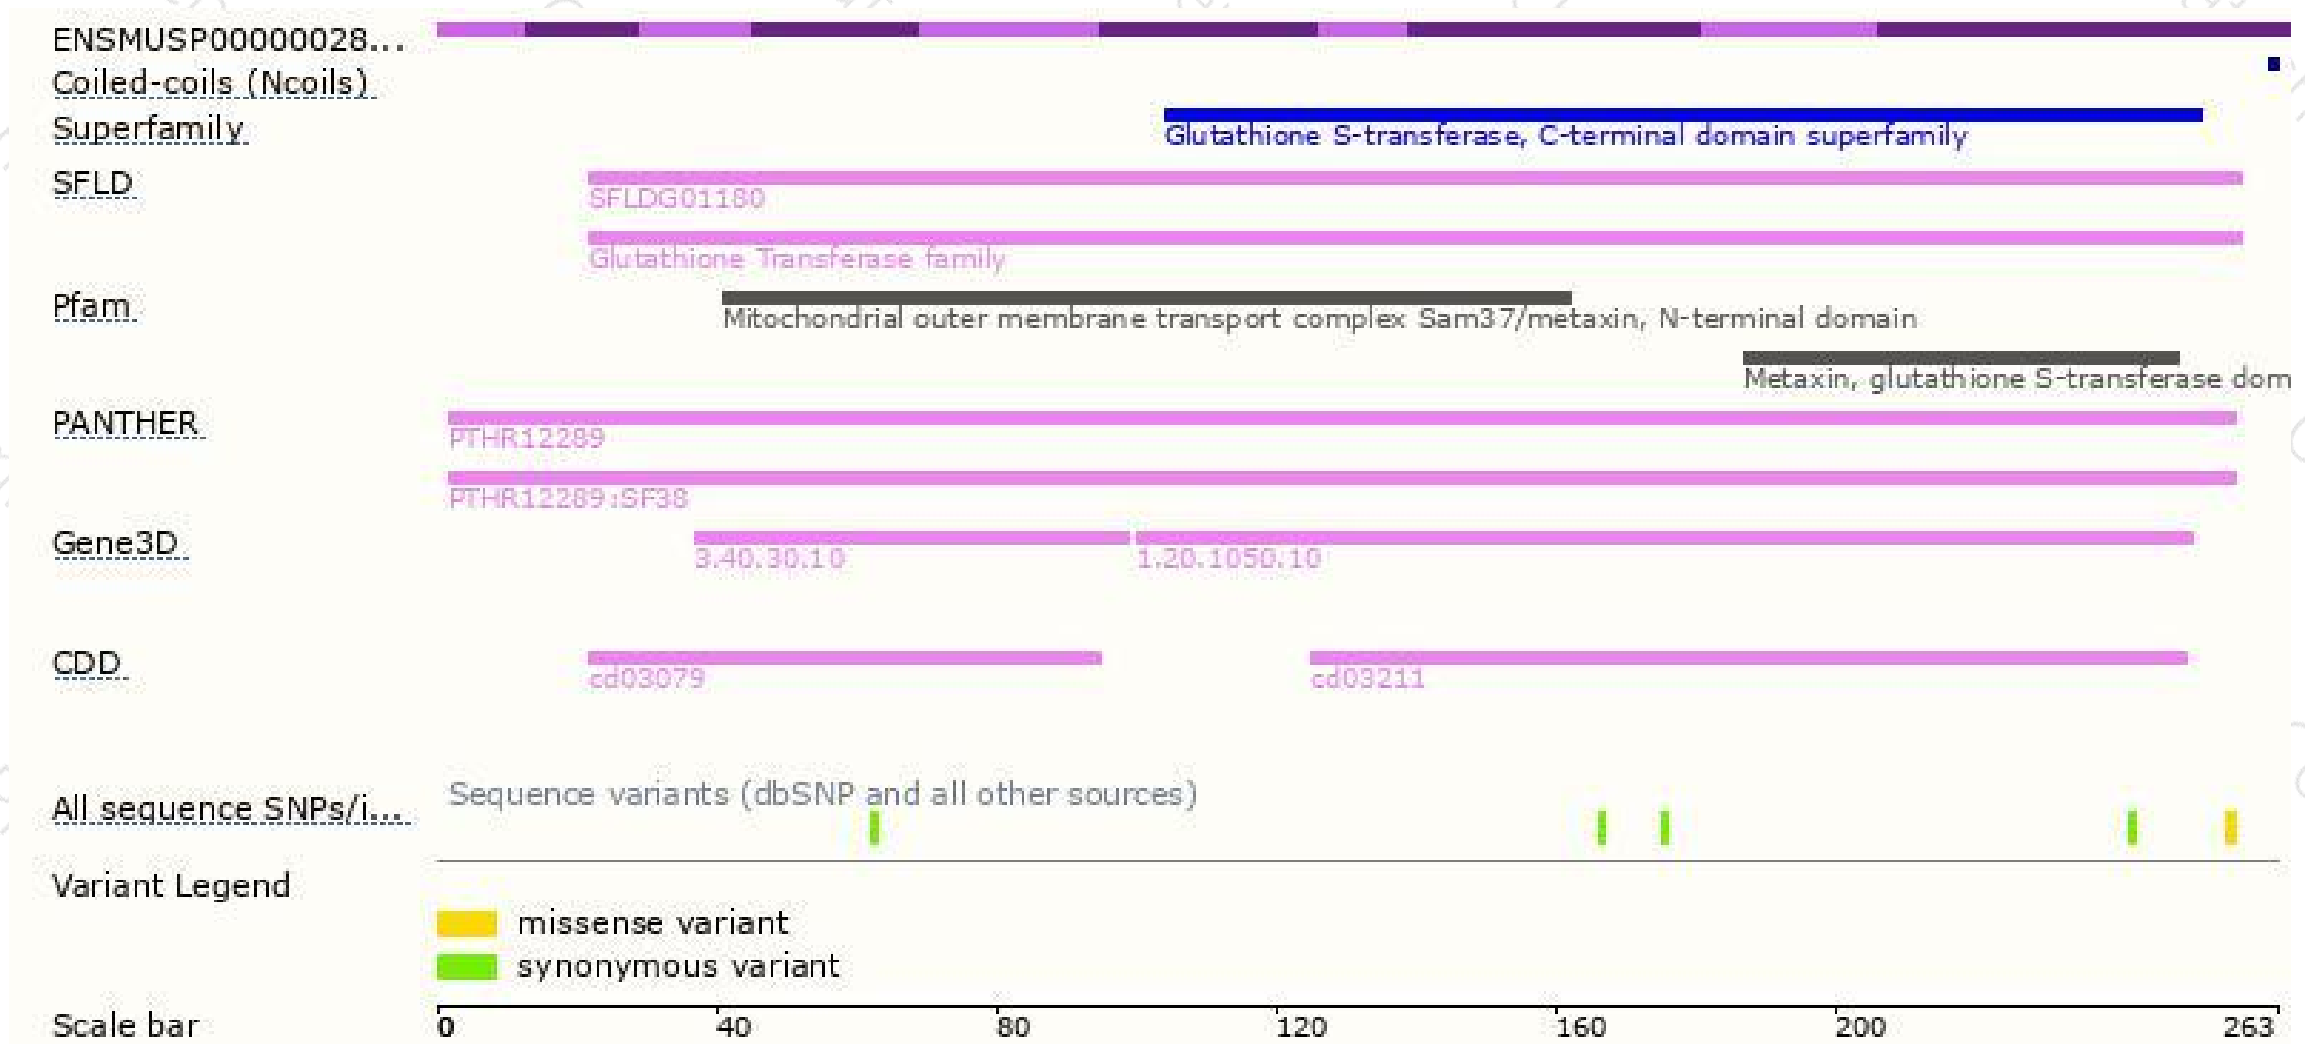 ENSMUSP00000028...
Coiled-coils (Ncoils)
Superfamily
Glutathione S-transferase, C-terminal domain superfamily
SFLD
SFLDG01180
Glutathione Transferase family
Pfam
Mitochondrial outer membrane transport complex Sam37/metaxin, N-terminal domain
Metaxin, glutathione S-transferase dom
PANTHER
PTHR12289
PTHR12289:SF38
Gene3D
3.40.30.10 1.20.1050.10
CDD
cd03079 cd03211
Sequence variants (dbSNP and all other sources)
All sequence SNPs/i...
Variant Legend
missense variant
synonymous variant
Scale bar 0 40 80 120 160 200 263